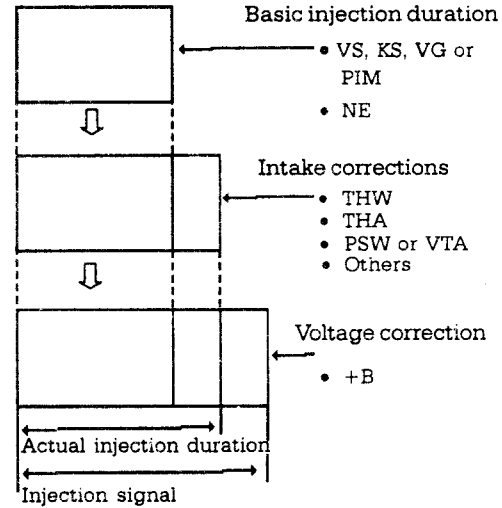 Basic injection duration
• VS, KS, VG or
PIM
• NE
Intake corrections
• THW
• THA
• PSW or VTA
• Others
Voltage correction
• +B
Actual injection duration
Injection signal